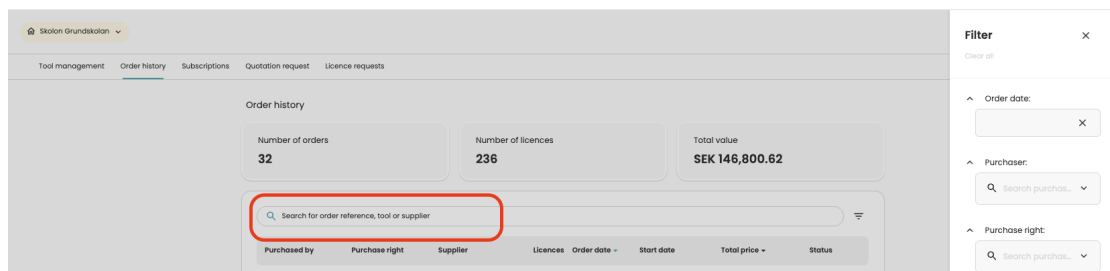 Skolon Grundskolan
Tool management Order history Subscriptions Quotation request Licence requests
Order history
Number of orders Number of licences Total value
32 236 SEK 146,800.62
Search for order reference, tool or supplier
Purchased by Purchase right Supplier Licences Order date Start date Total price Status
Filter
Clear all
Order date:
Purchaser:
Search purchas...
Purchase right:
Search purchas...